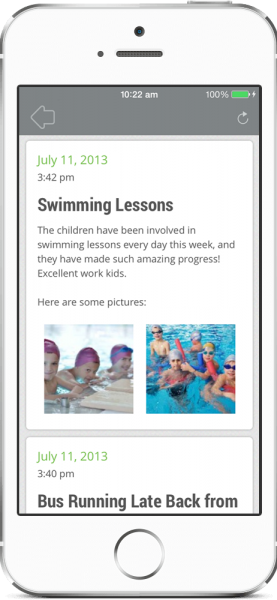 10:22 am
100%
July 11, 2013
3:42 pm
Swimming Lessons
The children have been involved in
swimming lessons every day this week, and
they have made such amazing progress!
Excellent work kids.
Here are some pictures:
July 11, 2013
3:40 pm
Bus Running Late Back from